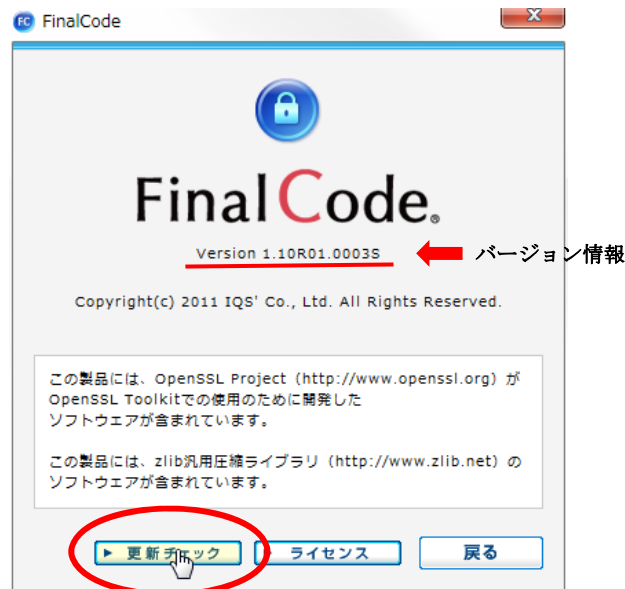 FC FinalCode
FinalCode®
Version 1.10R01.0003S
バージョン情報
Copyright(c) 2011 IQS' Co., Ltd. All Rights Reserved.
この製品には、OpenSSL Project（http://www.openssl.org）が
OpenSSL Toolkitでの使用のために開発した
ソフトウェアが含まれています。
この製品には、zlib汎用圧縮ライブラリ（http://www.zlib.net）の
ソフトウェアが含まれています。
更新チェック
ライセンス
戻る